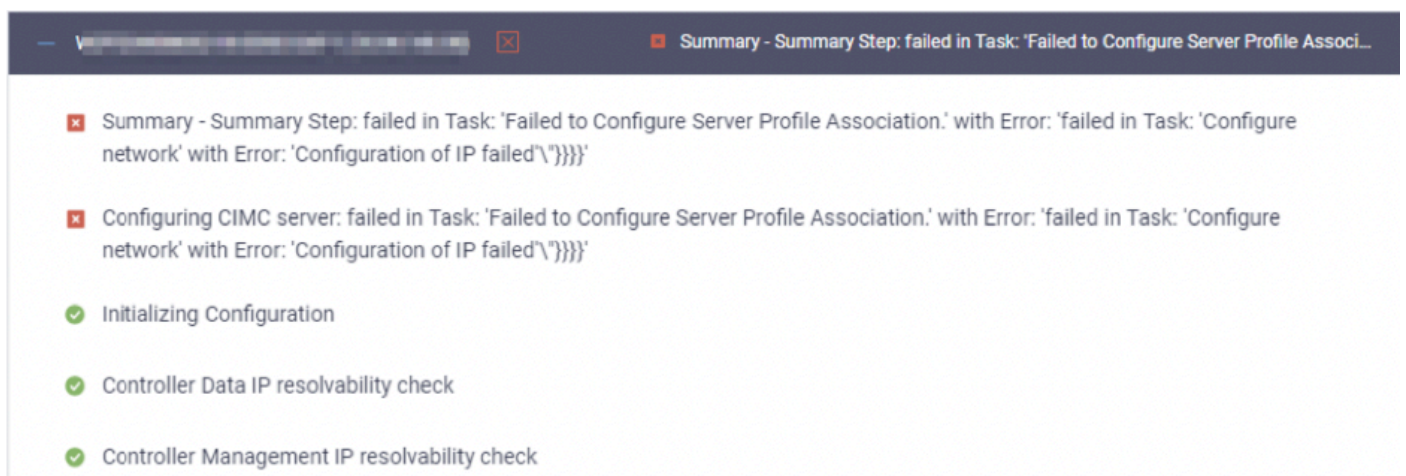 Summary - Summary Step: failed in Task: 'Failed to Configure Server Profile Associ...
Summary - Summary Step: failed in Task: 'Failed to Configure Server Profile Association.' with Error: 'failed in Task: 'Configure
network' with Error: 'Configuration of IP failed'\"}}}}'
Configuring CIMC server: failed in Task: 'Failed to Configure Server Profile Association.' with Error: 'failed in Task: 'Configure
network' with Error: 'Configuration of IP failed'\"}}}}'
Initializing Configuration
Controller Data IP resolvability check
Controller Management IP resolvability check